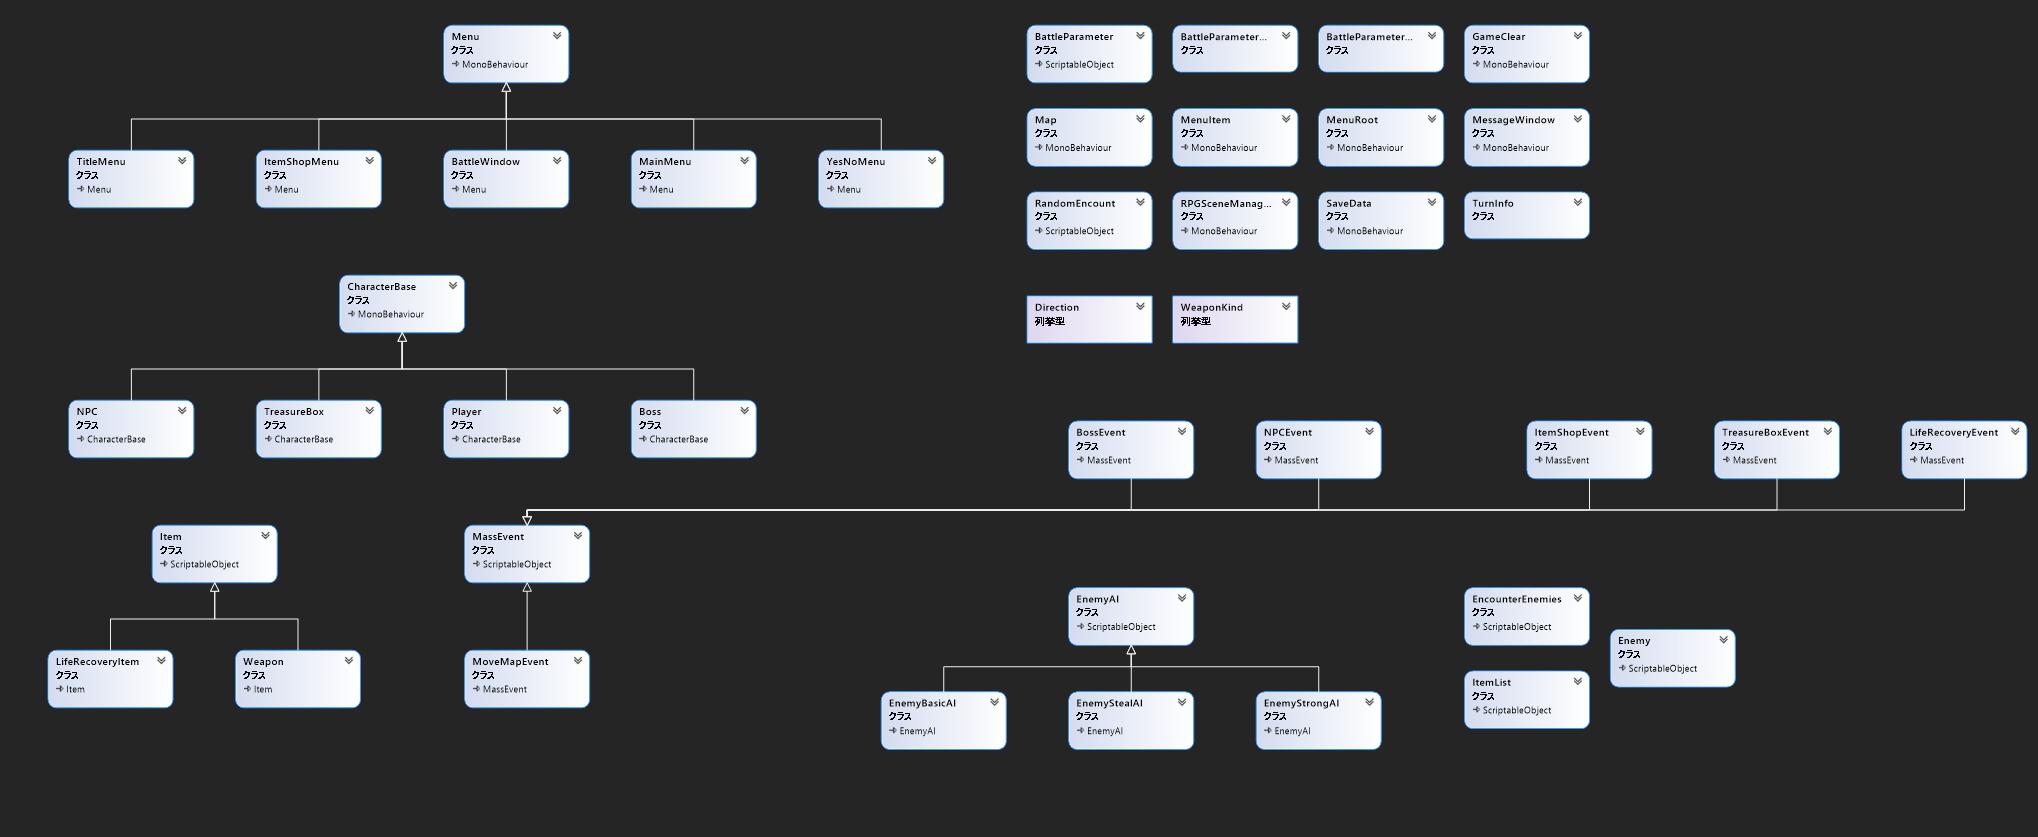 Menu
クラス
MonoBehaviour
TitleMenu
クラス
Menu
ItemShopMenu
クラス
Menu
BattleWindow
クラス
Menu
MainMenu
クラス
Menu
YesNoMenu
クラス
Menu
BattleParameter
クラス
ScriptableObject
BattleParameter...
クラス
BattleParameter...
クラス
GameClear
クラス
MonoBehaviour
Map
クラス
MonoBehaviour
MenuItem
クラス
MonoBehaviour
MenuRoot
クラス
MonoBehaviour
MessageWindow
クラス
MonoBehaviour
RandomEncount
クラス
ScriptableObject
RPGSceneManag...
クラス
MonoBehaviour
SaveData
クラス
MonoBehaviour
TurnInfo
クラス
Direction
列挙型
WeaponKind
列挙型
CharacterBase
クラス
MonoBehaviour
NPC
クラス
CharacterBase
TreasureBox
クラス
CharacterBase
Player
クラス
CharacterBase
Boss
クラス
CharacterBase
BossEvent
クラス
MassEvent
NPCEvent
クラス
MassEvent
ItemShopEvent
クラス
MassEvent
TreasureBoxEvent
クラス
MassEvent
LifeRecoveryEvent
クラス
MassEvent
Item
クラス
ScriptableObject
LifeRecoveryItem
クラス
Item
Weapon
クラス
Item
MassEvent
クラス
ScriptableObject
MoveMapEvent
クラス
MassEvent
EnemyAI
クラス
ScriptableObject
EnemyBasicAI
クラス
EnemyAI
EnemyStealAI
クラス
EnemyAI
EnemyStrongAI
クラス
EnemyAI
EncounterEnemies
クラス
ScriptableObject
Enemy
クラス
ScriptableObject
ItemList
クラス
ScriptableObject